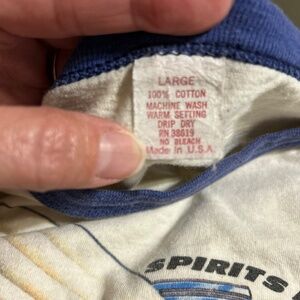 LARGE
100% COTTON
MACHINE WASH
WARM SETTING
DRIP DRY
RN 38619
NO BLEACH
Made In U.S.A.
SPIRITS